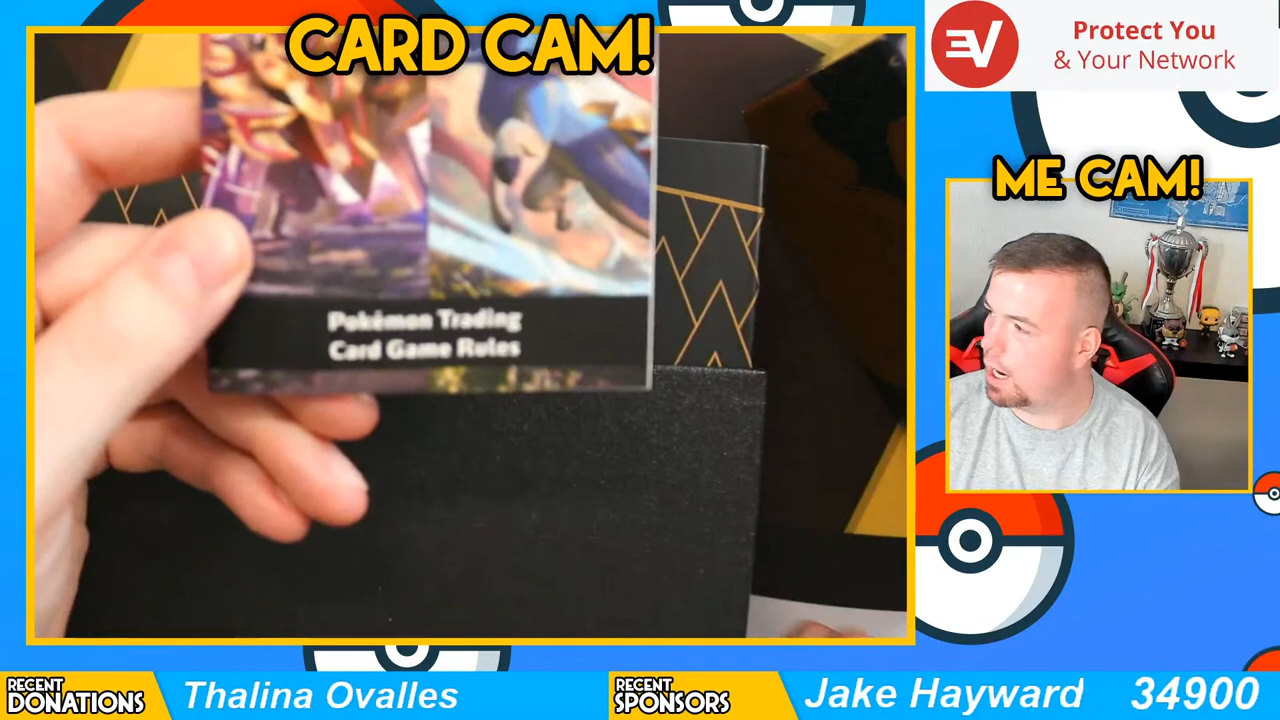 CARD CAM!
EV
Protect You
& Your Network
ME CAM!
Pokémon Trading
Card Game Rules
RECENT
DONATIONS
Thalina Ovalles
RECENT
SPONSORS
Jake Hayward
34900